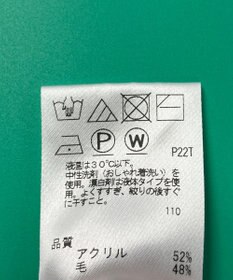 P
W
P22T
液温は30℃以下。
中性洗剤(おしゃれ着洗い)を
使用。漂白剤は液体タイプを使
用。よくすすぎ、絞りの後すぐ
に干すこと。
110
品質
アクリル 52%
毛 48%